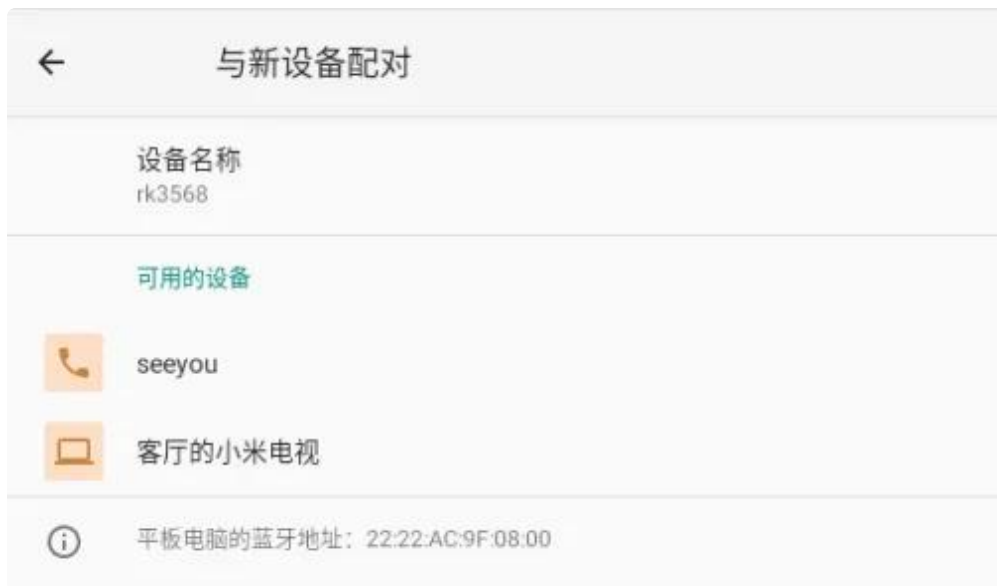 与新设备配对
设备名称
rk3568
可用的设备
seeyou
客厅的小米电视
平板电脑的蓝牙地址：22:22:AC:9F:08:00